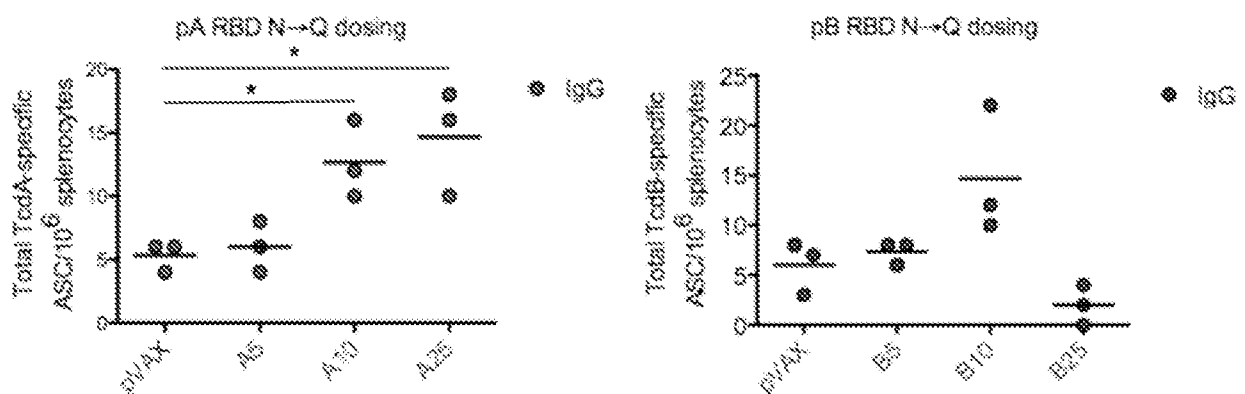 pA RBD N→Q dosing
*
*
20
15
10
5
0
Total TcdA-specific
ASC/10⁶ splenocytes
pVAX
A5
A10
A25
IgG
pB RBD N→Q dosing
25
20
15
10
5
0
Total TcdB-specific
ASC/10⁶ splenocytes
pVAX
B5
B10
B25
IgG